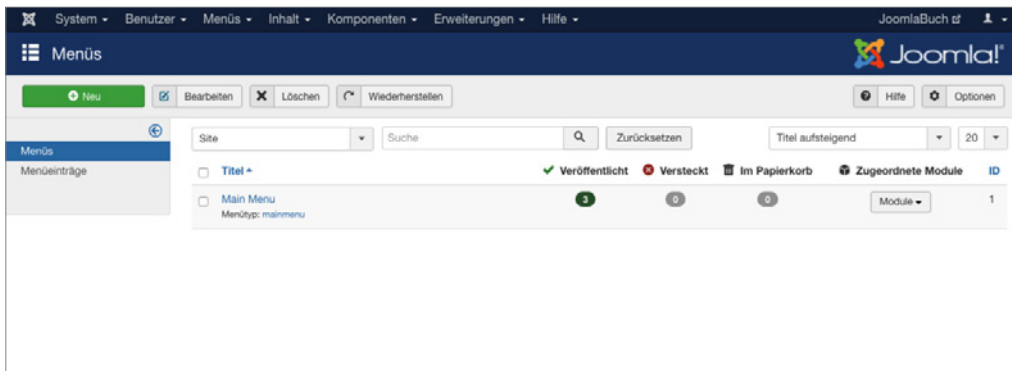 System Benutzer Menüs Inhalt Komponenten Erweiterungen Hilfe JoomlaBuch
Menüs Joomla!®
Neu Bearbeiten Löschen Wiederherstellen Hilfe Optionen
Menüs
Menüeinträge
Site Suche Zurücksetzen Titel aufsteigend 20
Titel Veröffentlicht Versteckt Im Papierkorb Zugeordnete Module ID
Main Menu 3 0 0 Module 1
Menütyp: mainmenu